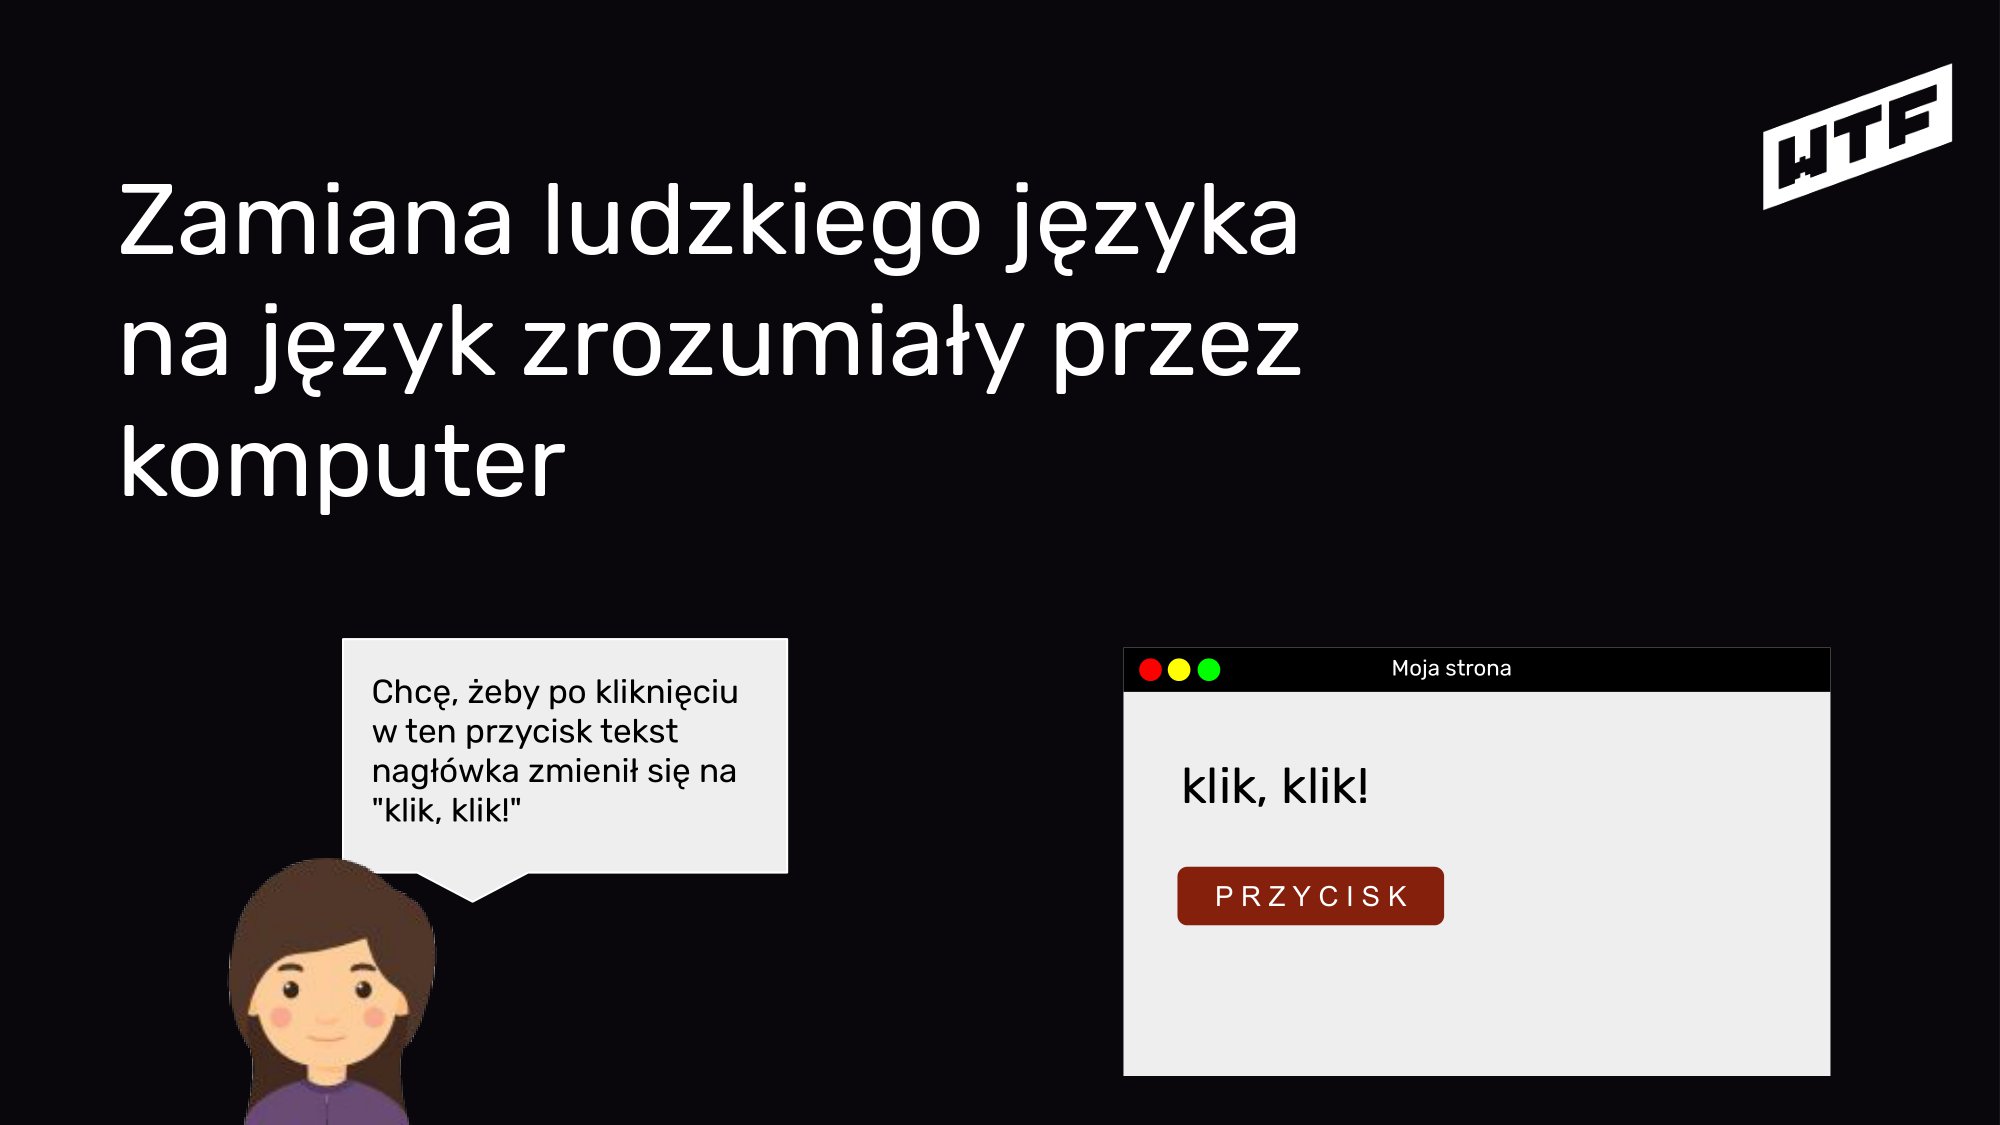 WTF
Zamiana ludzkiego języka
na język zrozumiały przez
komputer
Chcę, żeby po kliknięciu
w ten przycisk tekst
nagłówka zmienił się na
"klik, klik!"
Moja strona
klik, klik!
PRZYCISK